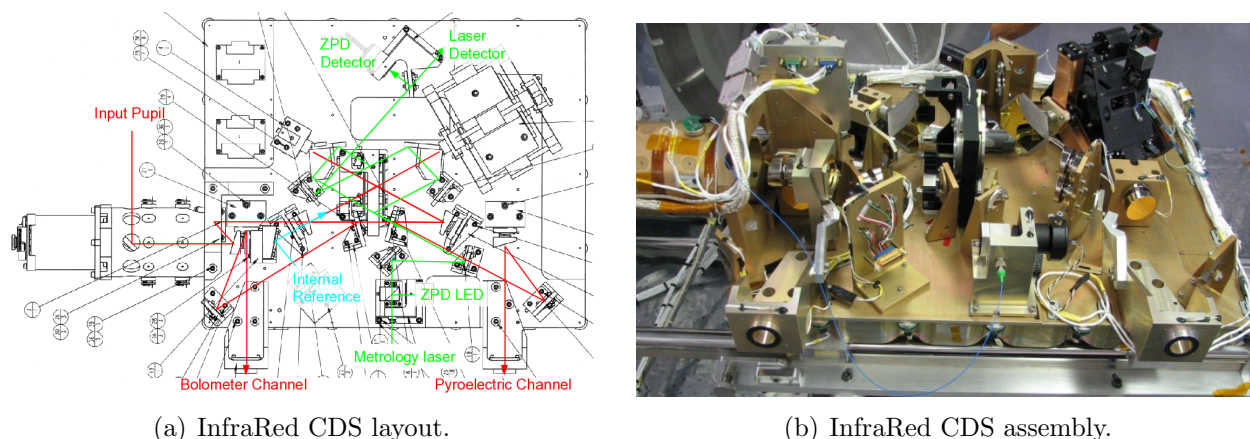 ZPD
Detector
Laser
Detector
Input Pupil
Internal
Reference
ZPD LED
Metrology laser
Bolometer Channel
Pyroelectric Channel
(a) InfraRed CDS layout.
(b) InfraRed CDS assembly.